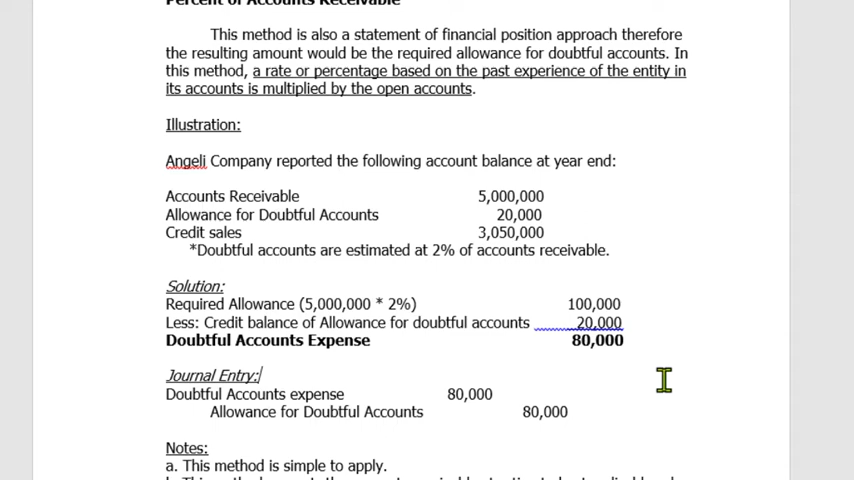 Percent of Accounts Receivable
This method is also a statement of financial position approach therefore
the resulting amount would be the required allowance for doubtful accounts. In
this method, a rate or percentage based on the past experience of the entity in
its accounts is multiplied by the open accounts.
Illustration:
Angeli Company reported the following account balance at year end:
Accounts Receivable 5,000,000
Allowance for Doubtful Accounts 20,000
Credit sales 3,050,000
*Doubtful accounts are estimated at 2% of accounts receivable.
Solution:
Required Allowance (5,000,000 * 2%) 100,000
Less: Credit balance of Allowance for doubtful accounts 20,000
Doubtful Accounts Expense 80,000
Journal Entry:
Doubtful Accounts expense 80,000
Allowance for Doubtful Accounts 80,000
Notes:
a. This method is simple to apply.